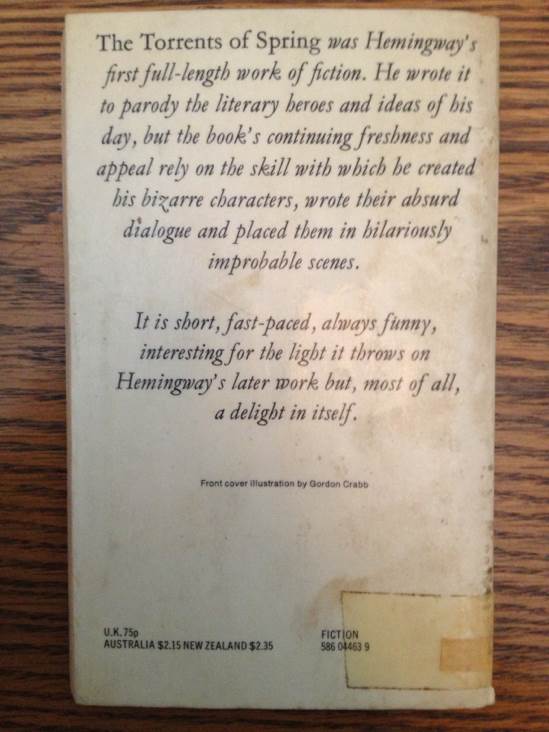 The Torrents of Spring was Hemingway's
first full-length work of fiction. He wrote it
to parody the literary heroes and ideas of his
day, but the book's continuing freshness and
appeal rely on the skill with which he created
his bizarre characters, wrote their absurd
dialogue and placed them in hilariously
improbable scenes.
It is short, fast-paced, always funny,
interesting for the light it throws on
Hemingway's later work but, most of all,
a delight in itself.
Front cover illustration by Gordon Crabb
U.K. 75p
AUSTRALIA $2.15 NEW ZEALAND $2.35
FICTION
586 04463 9